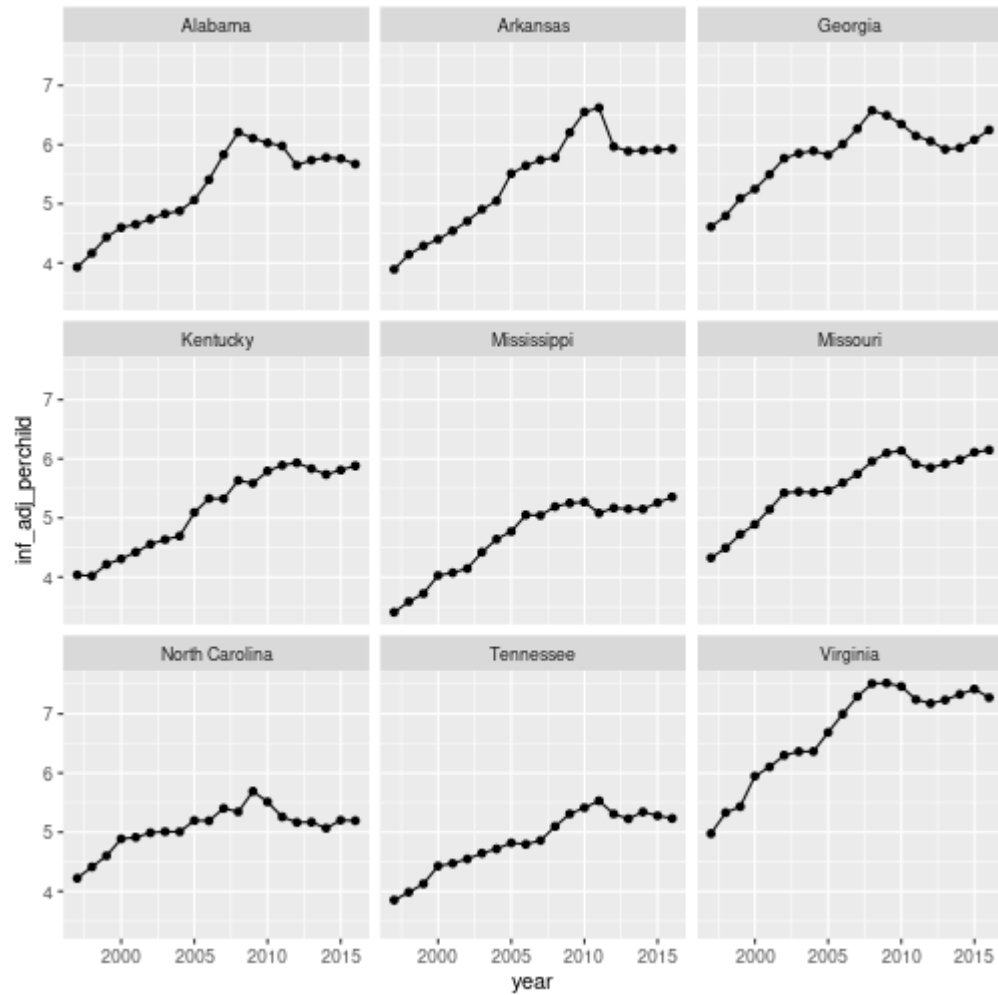 Alabama Arkansas Georgia
7
6
5
4
Kentucky Mississippi Missouri
7
6
5
4
inf_adj_perchild
North Carolina Tennessee Virginia
7
6
5
4
2000 2005 2010 2015 2000 2005 2010 2015 2000 2005 2010 2015
year